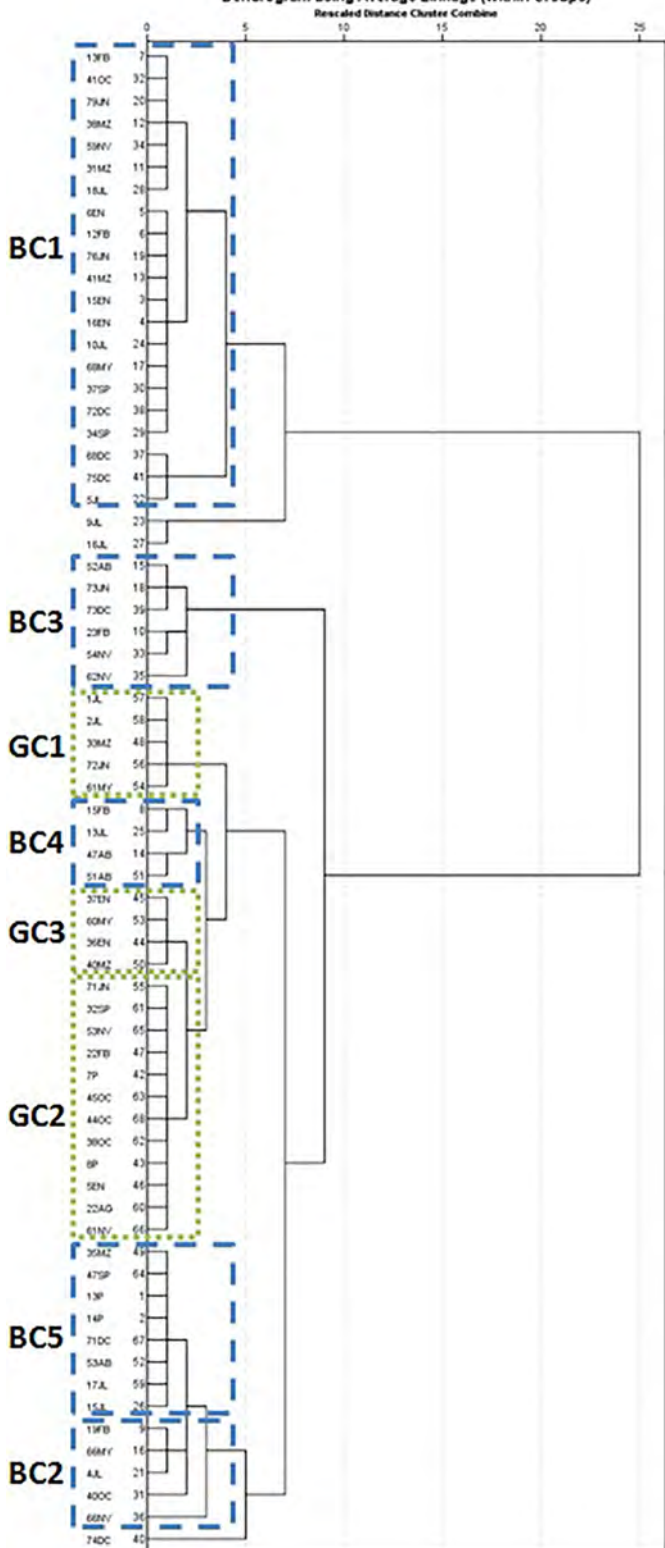 Rescaled Distance Cluster Combine
0 5 10 15 20 25
BC1
13FB 7
41OC 32
79JN 20
38MZ 12
59NV 34
31MZ 11
18JL 28
6EN 5
12FB 6
76JN 19
41MZ 13
15EN 3
16EN 4
10JL 24
68MY 17
37SP 30
72DC 38
34SP 29
68DC 37
75DC 41
5JL 22
9JL 23
16JL 27
BC3
52AB 15
73JN 18
73DC 39
23FB 10
54NV 33
62NV 35
GC1
1JL 57
2JL 58
30MZ 48
72JN 56
61MY 54
BC4
15FB 8
13JL 25
47AB 14
51AB 51
GC3
37EN 45
60MY 53
36EN 44
40MZ 50
GC2
71JN 55
32SP 61
53NV 65
22FB 47
7P 42
45OC 63
44OC 68
38OC 62
8P 43
5EN 46
22AG 60
61NV 66
BC5
35MZ 49
47SP 64
13P 1
14P 2
71DC 67
53AB 52
17JL 59
15JL 26
BC2
19FB 9
66MY 16
4JL 21
40OC 31
66NV 36
74DC 40